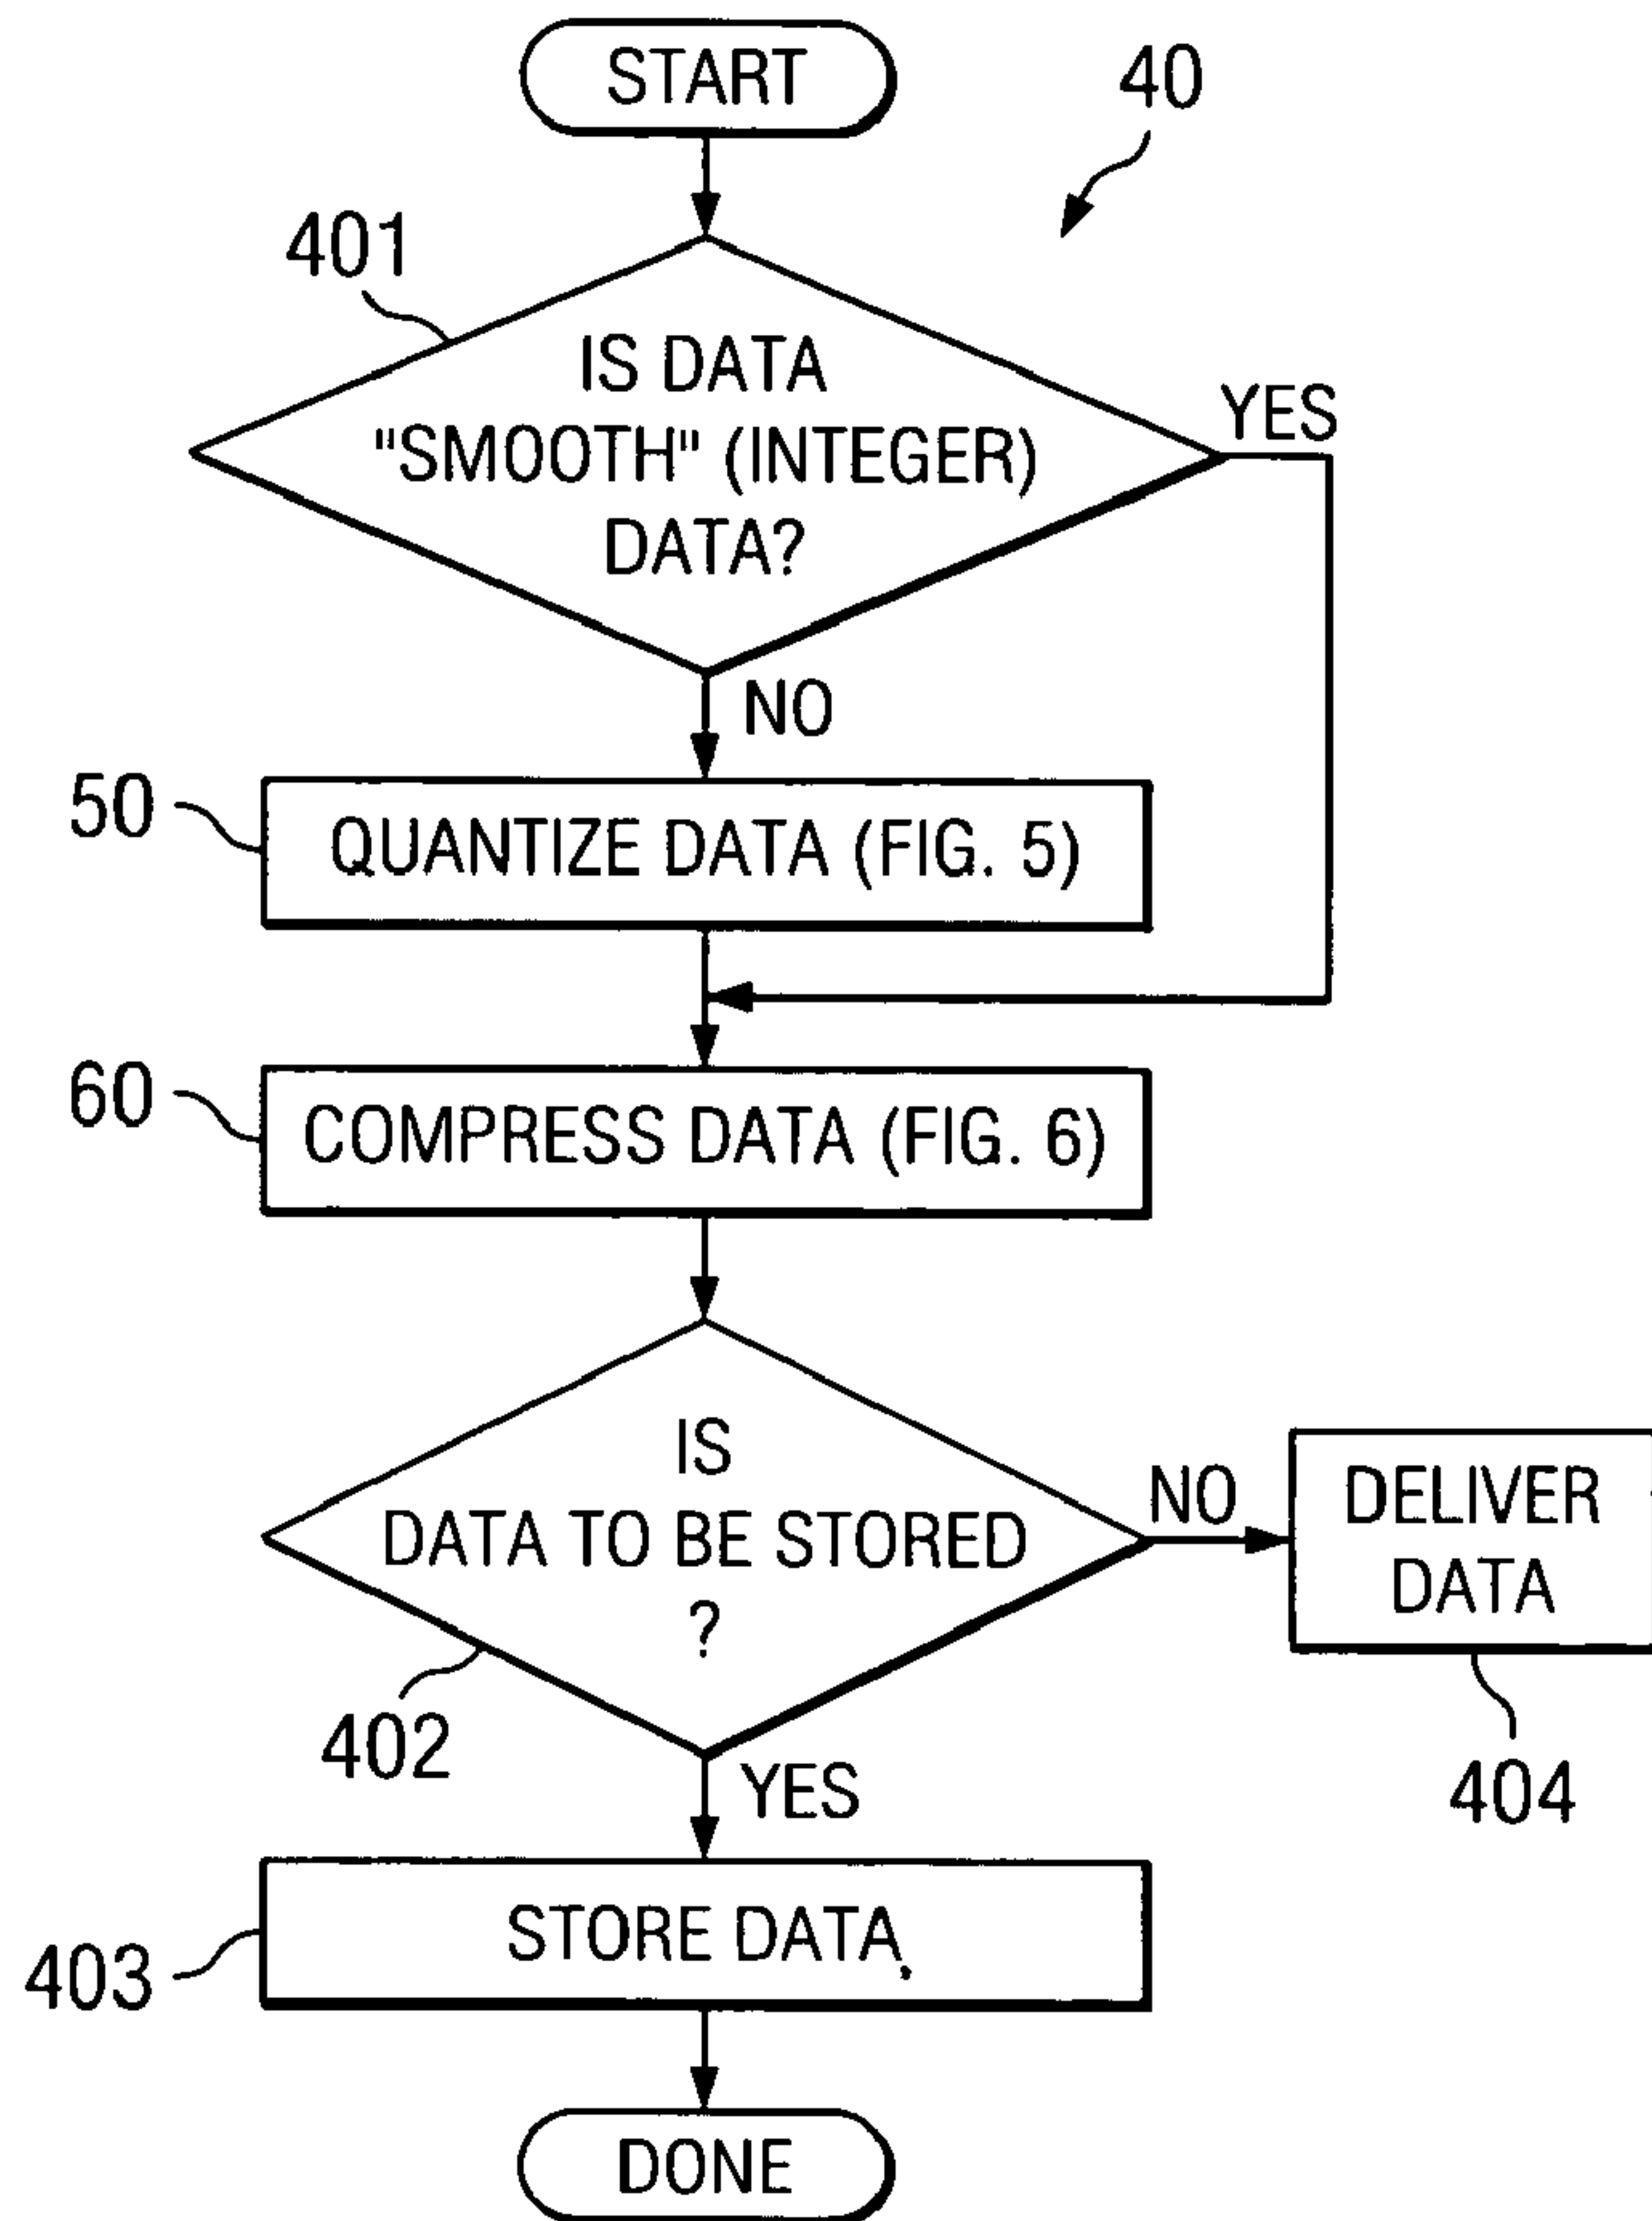 START
40
401
IS DATA
"SMOOTH" (INTEGER)
DATA?
YES
NO
50
QUANTIZE DATA (FIG. 5)
60
COMPRESS DATA (FIG. 6)
IS
DATA TO BE STORED
?
NO
DELIVER
DATA
402
404
YES
STORE DATA
403
DONE